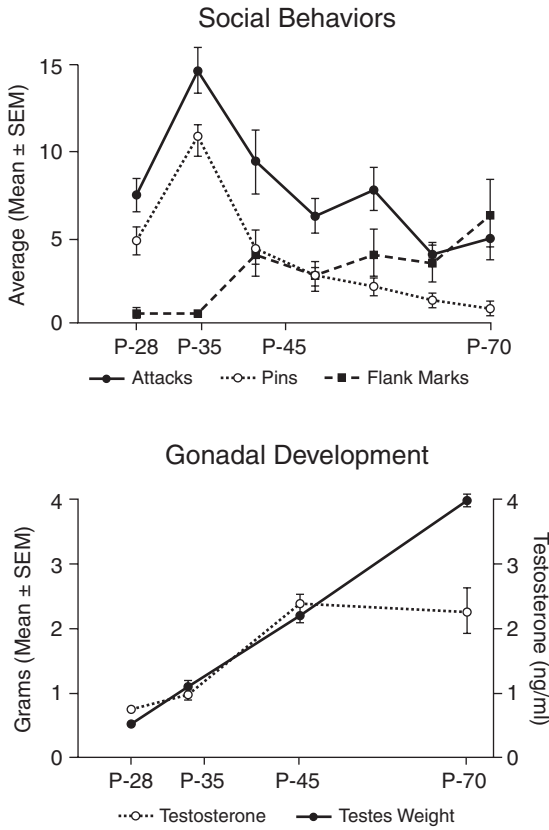 Social Behaviors
Average (Mean ± SEM)
15
10
5
0
P-28 P-35 P-45 P-70
Attacks Pins Flank Marks
Gonadal Development
Grams (Mean ± SEM)
4
3
2
1
0
4
3
2
1
0
Testosterone (ng/ml)
P-28 P-35 P-45 P-70
Testosterone Testes Weight